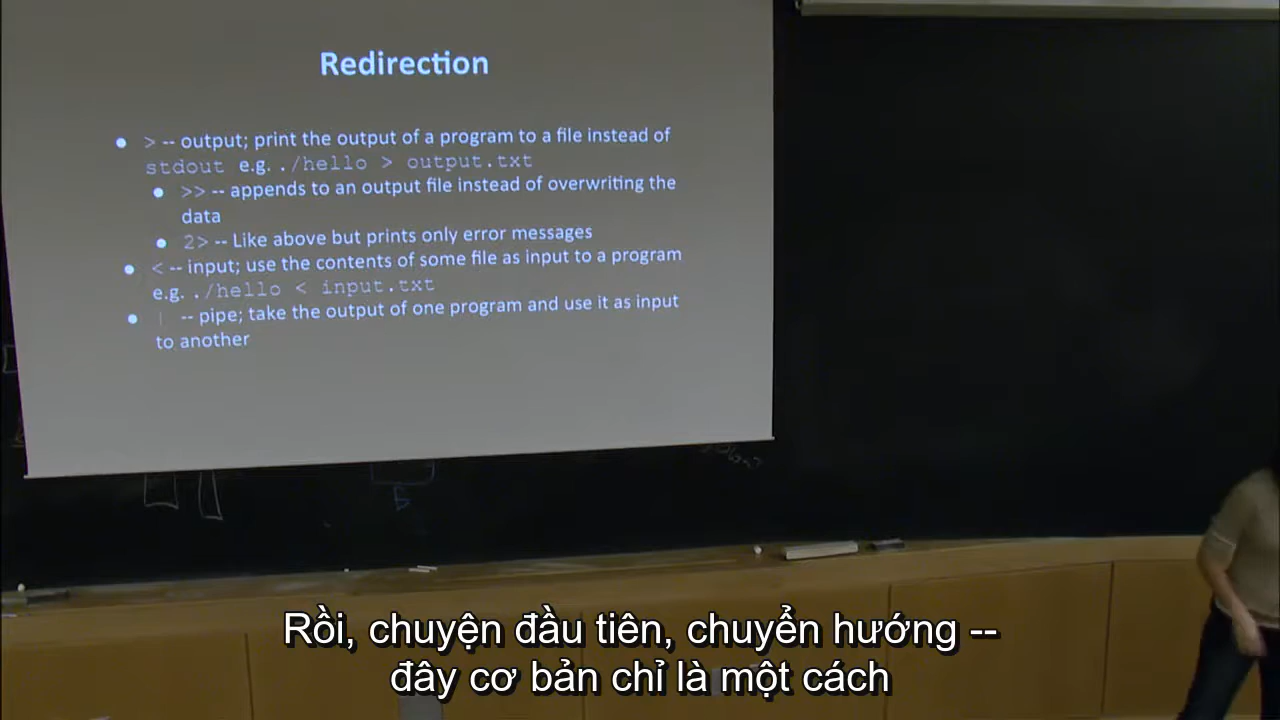 Redirection
> -- output; print the output of a program to a file instead of
stdout e.g. ./hello > output.txt
>> -- appends to an output file instead of overwriting the
data
2> -- Like above but prints only error messages
< -- input; use the contents of some file as input to a program
e.g. ./hello < input.txt
| -- pipe; take the output of one program and use it as input
to another
Rồi, chuyện đầu tiên, chuyển hướng --
đây cơ bản chỉ là một cách